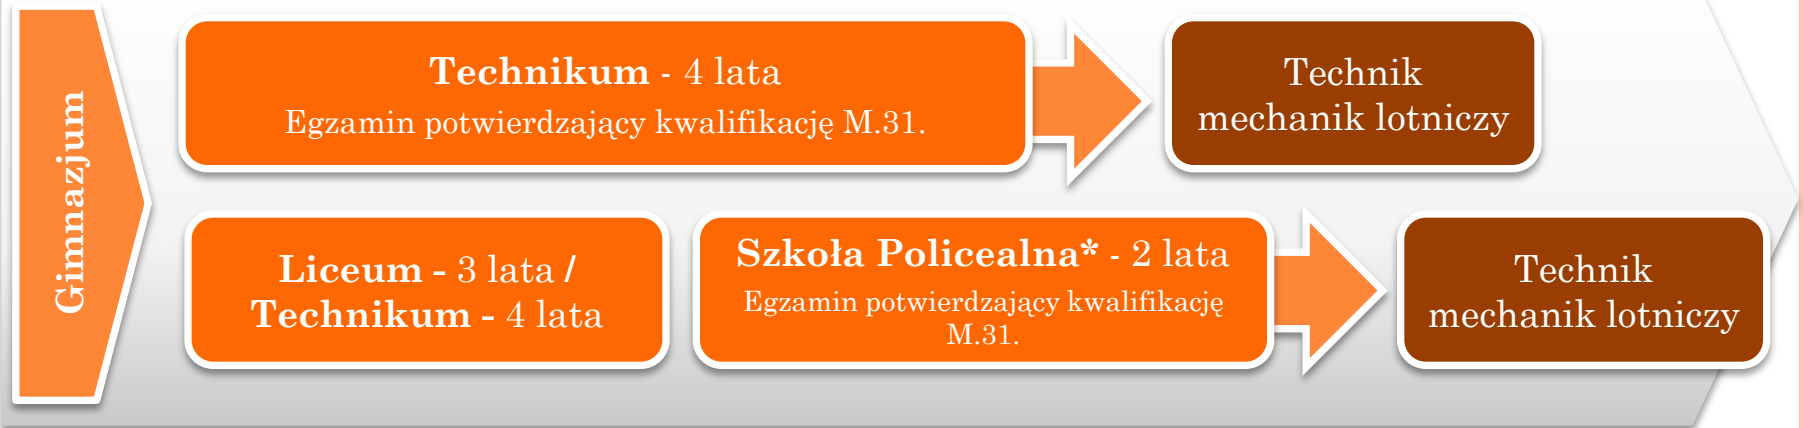 Gimnazjum
Technikum - 4 lata
Egzamin potwierdzający kwalifikację M.31.
Technik
mechanik lotniczy
Liceum - 3 lata /
Technikum - 4 lata
Szkoła Policealna* - 2 lata
Egzamin potwierdzający kwalifikację
M.31.
Technik
mechanik lotniczy